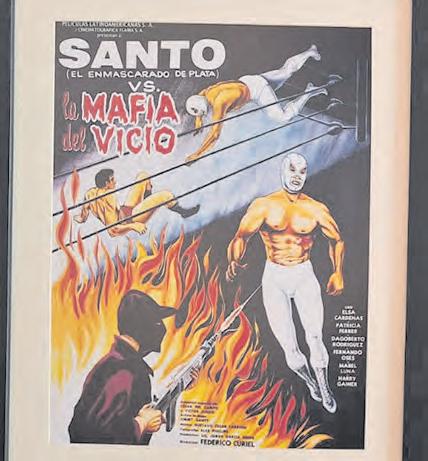 PELICULAS LATINOAMERICANAS S.A.
Y CINEMATOGRAFICA FLAMA S.A.
presentan a
SANTO
(EL ENMASCARADO DE PLATA)
VS.
la MAFIA
del VICIO
con
ELSA
CARDENAS
PATRICIA
FERRER
DAGOBERTO
RODRIGUEZ
FERNANDO
OSES
MABEL
LUNA
HARRY
GAINER
FEDERICO CURIEL